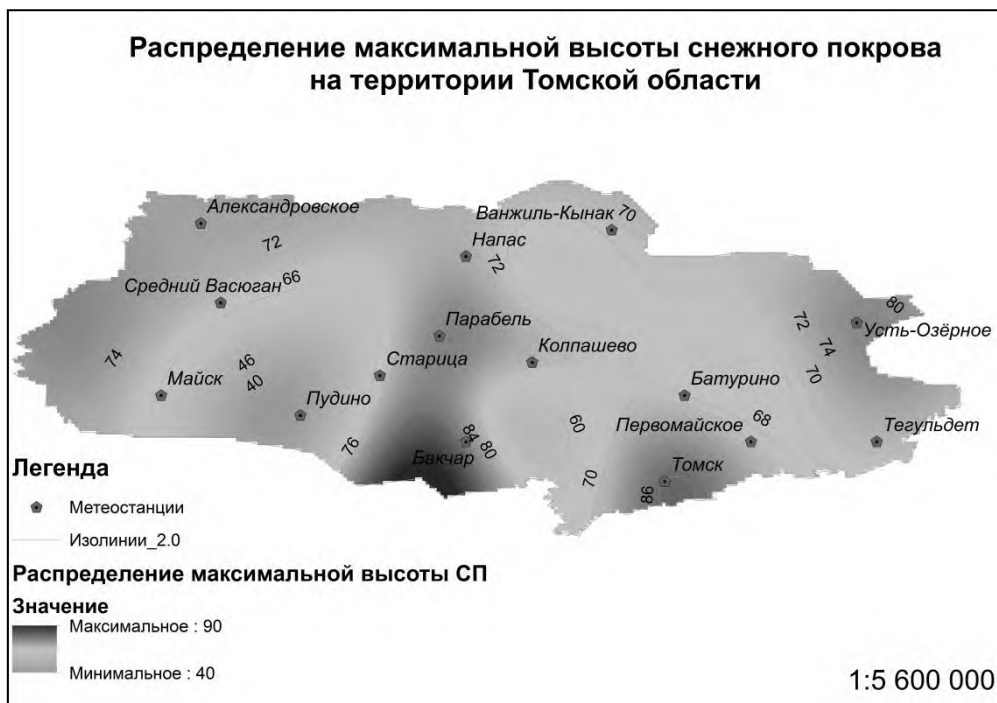 Распределение максимальной высоты снежного покрова
на территории Томской области
Александровское
Ванжиль-Кынак
70
72
Напас
72
Средний Васюган
66
80
Парабель
72
Усть-Озёрное
74
Старица
Колпашево
74
46
70
Майск
40
Батурино
Пудино
60
Первомайское
68
Тегульдет
76
84
80
Бакчар
Томск
70
86
Легенда
Метеостанции
Изолинии_2.0
Распределение максимальной высоты СП
Значение
Максимальное : 90
Минимальное : 40
1:5 600 000